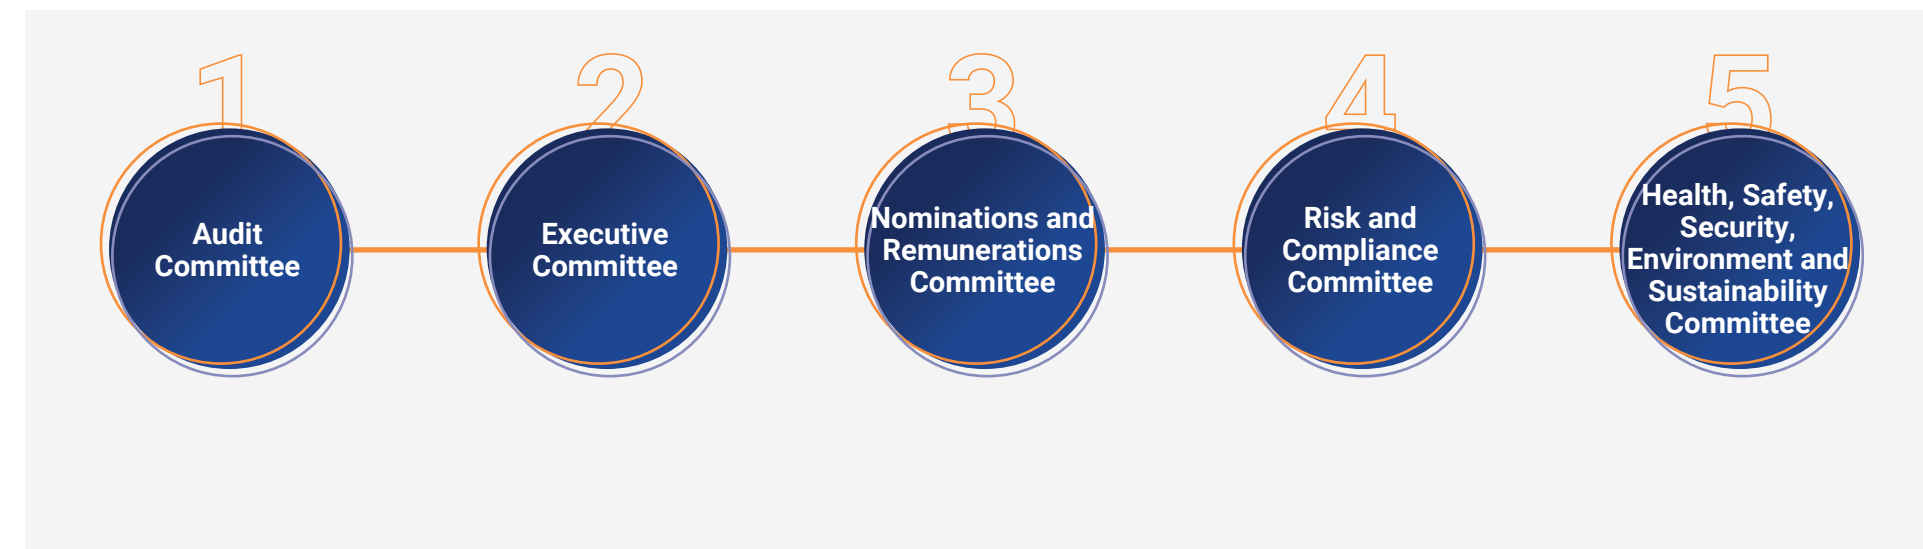 1
Audit
Committee
2
Executive
Committee
3
Nominations and
Remunerations
Committee
4
Risk and
Compliance
Committee
5
Health, Safety,
Security,
Environment and
Sustainability
Committee